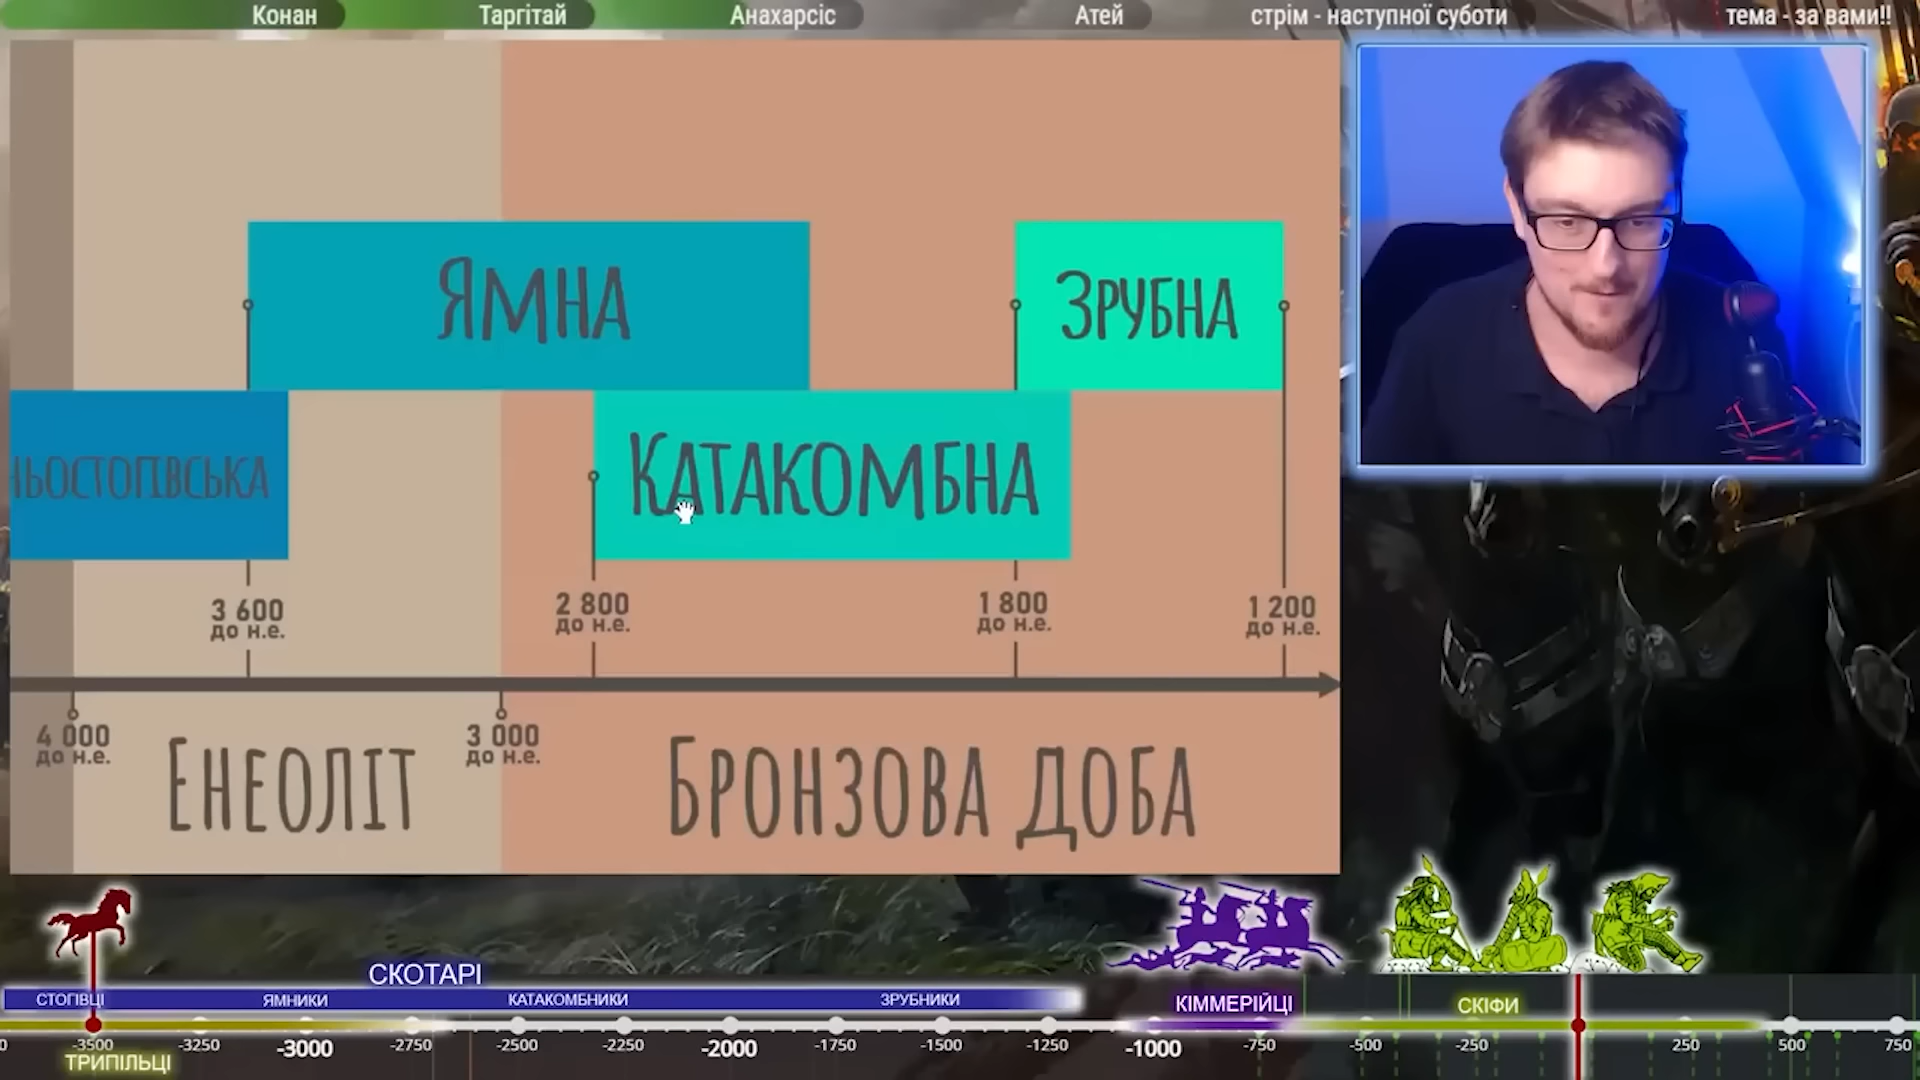 Конан
Таргітай
Анахарсіс
Атей
стрім - наступної суботи
тема - за вами!!
Ямна
Зрубна
ньостогівська
Катакомбна
3 600
до н.е.
2 800
до н.е.
1 800
до н.е.
1 200
до н.е.
4 000
до н.е.
3 000
до н.е.
Енеоліт
Бронзова доба
СКОТАРІ
СТОГІВЦІ
ЯМНИКИ
КАТАКОМБНИКИ
ЗРУБНИКИ
КІММЕРІЙЦІ
СКІФИ
0 -3500 -3250 -3000 -2750 -2500 -2250 -2000 -1750 -1500 -1250 -1000 -750 -500 -250 250 500 750
ТРИПІЛЬЦІ